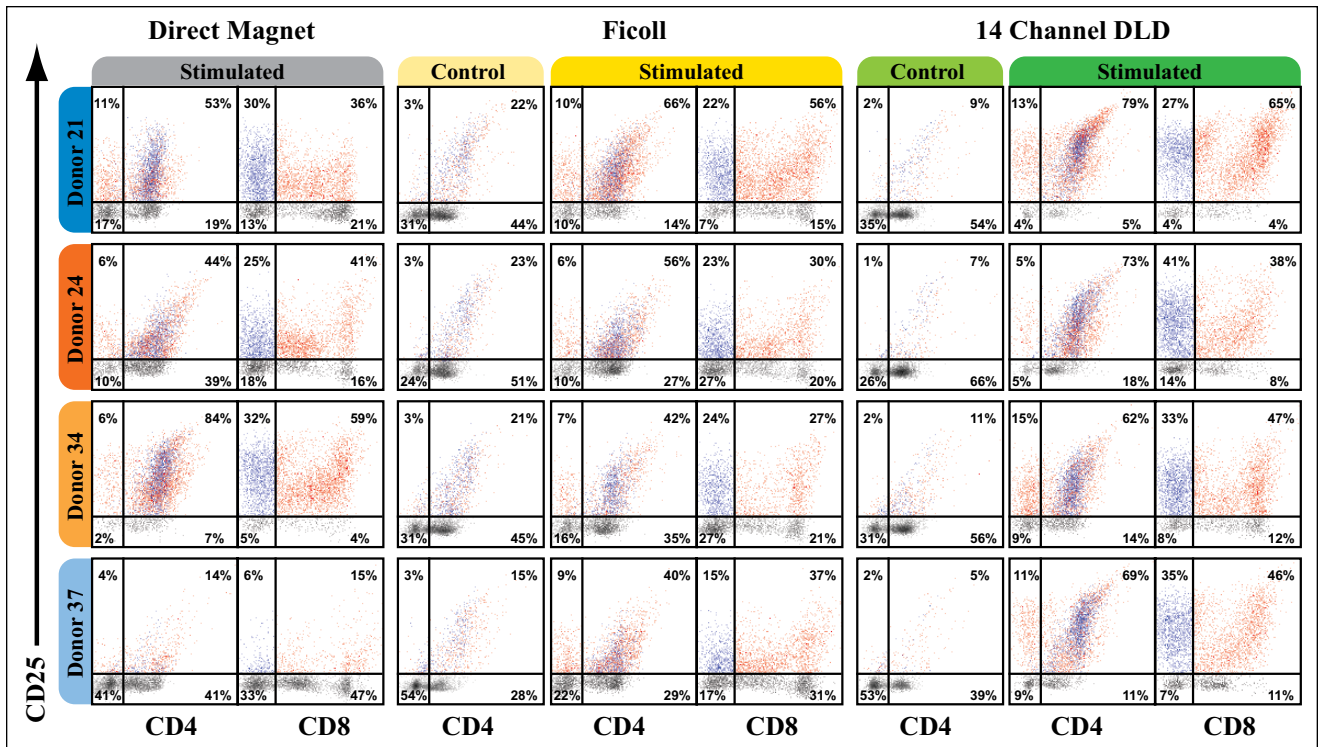 Direct Magnet Ficoll 14 Channel DLD
Stimulated Control Stimulated Control Stimulated
Donor 21
11% 53% 30% 36% 3% 22% 10% 66% 22% 56% 2% 9% 13% 79% 27% 65%
17% 19% 13% 21% 31% 44% 10% 14% 7% 15% 35% 54% 4% 5% 4% 4%
Donor 24
6% 44% 25% 41% 3% 23% 6% 56% 23% 30% 1% 7% 5% 73% 41% 38%
10% 39% 18% 16% 24% 51% 10% 27% 27% 20% 26% 66% 5% 18% 14% 8%
Donor 34
6% 84% 32% 59% 3% 21% 7% 42% 24% 27% 2% 11% 15% 62% 33% 47%
2% 7% 5% 4% 31% 45% 16% 35% 27% 21% 31% 56% 9% 14% 8% 12%
Donor 37
4% 14% 6% 15% 3% 15% 9% 40% 15% 37% 2% 5% 11% 69% 35% 46%
41% 41% 33% 47% 54% 28% 22% 29% 17% 31% 53% 39% 9% 11% 7% 11%
CD25
CD4 CD8 CD4 CD4 CD8 CD4 CD4 CD8